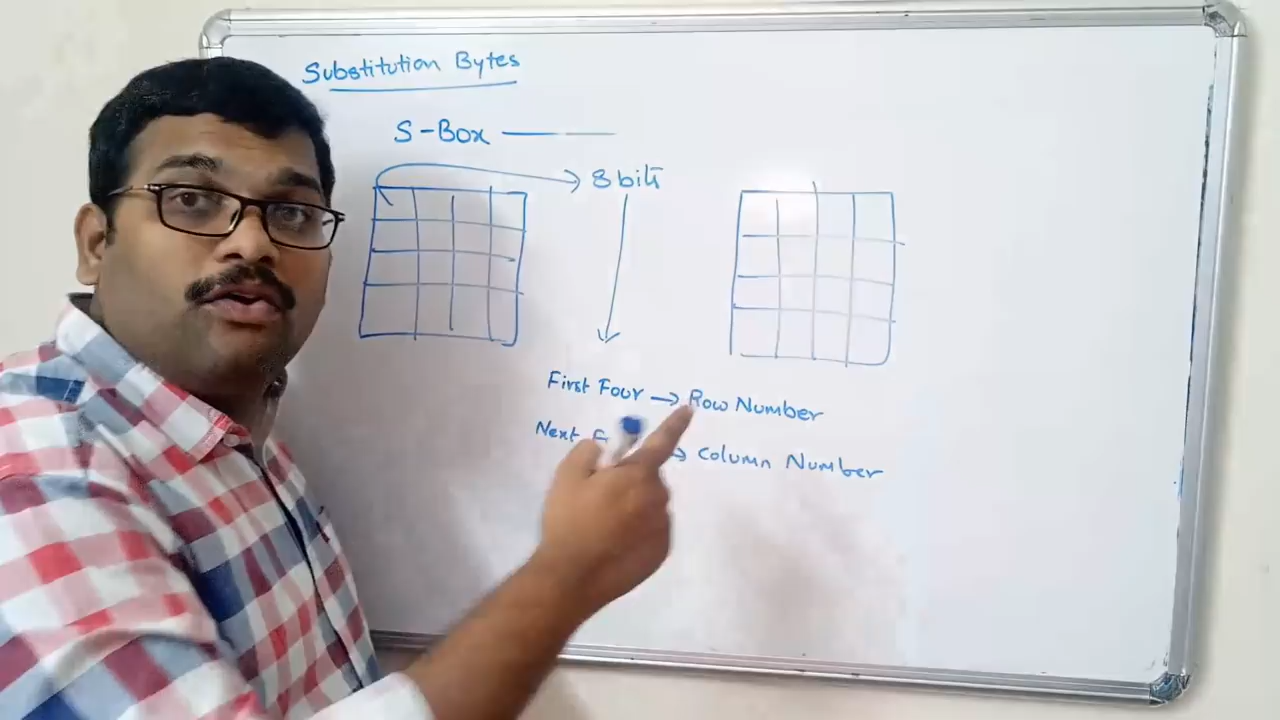 Substitution Bytes
S-Box
8 bits
First Four → Row Number
Next → Column Number